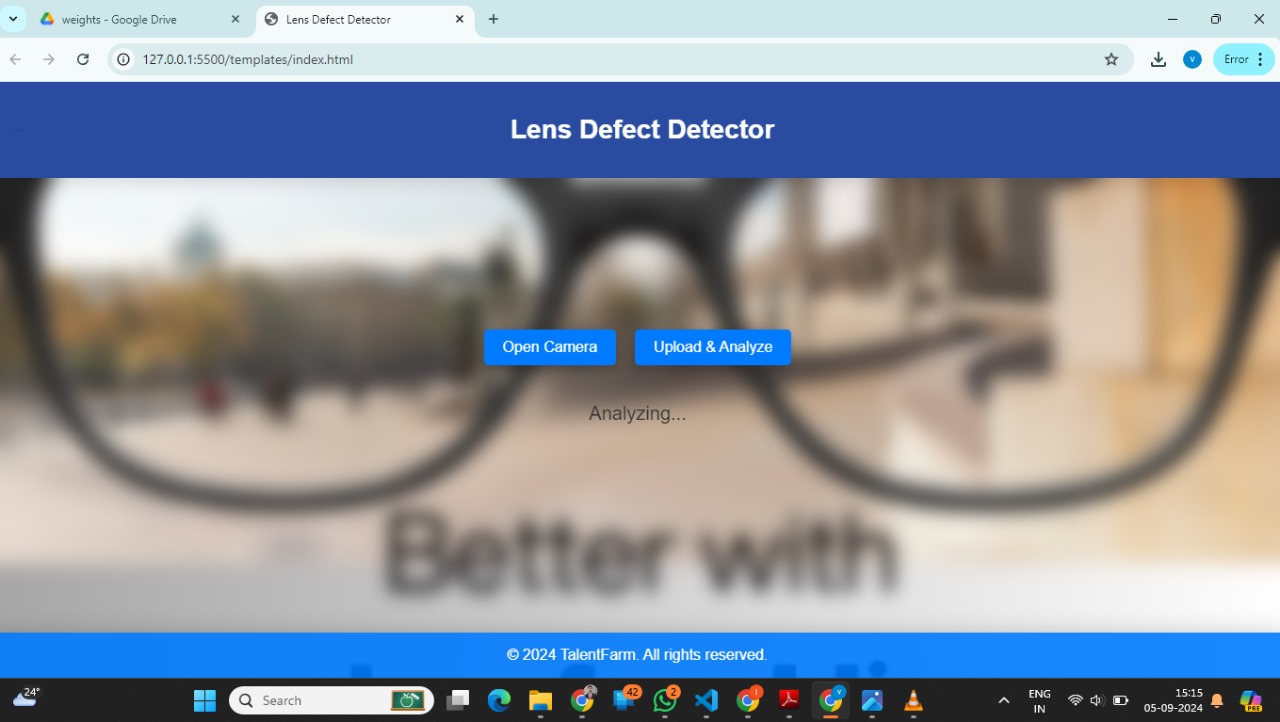 weights - Google Drive
Lens Defect Detector
127.0.0.1:5500/templates/index.html
v
Error
Lens Defect Detector
Open Camera
Upload & Analyze
Analyzing...
Better with
© 2024 TalentFarm. All rights reserved.
24°
Search
42
2
PRE
ENG
IN
15:15
05-09-2024